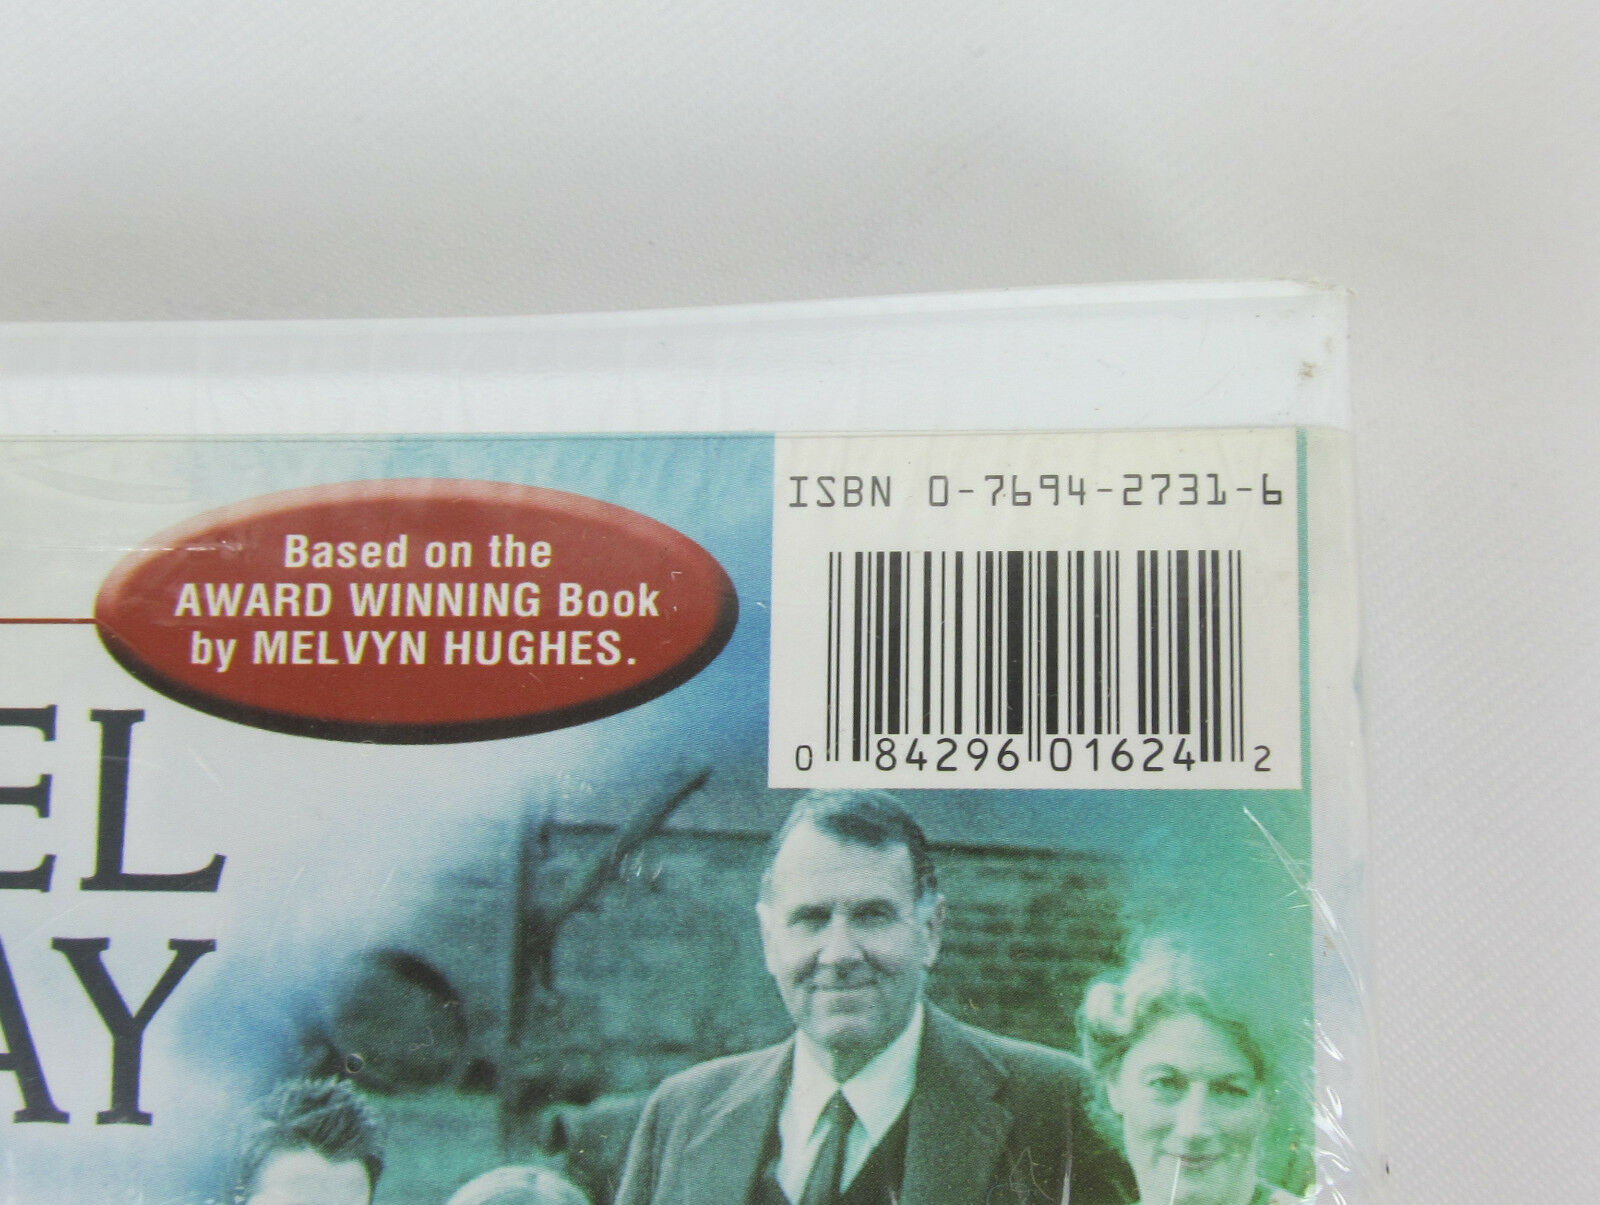 ISBN 0-7694-2731-6
Based on the
AWARD WINNING Book
by MELVYN HUGHES.
0 84296 01624 2
EL
AY